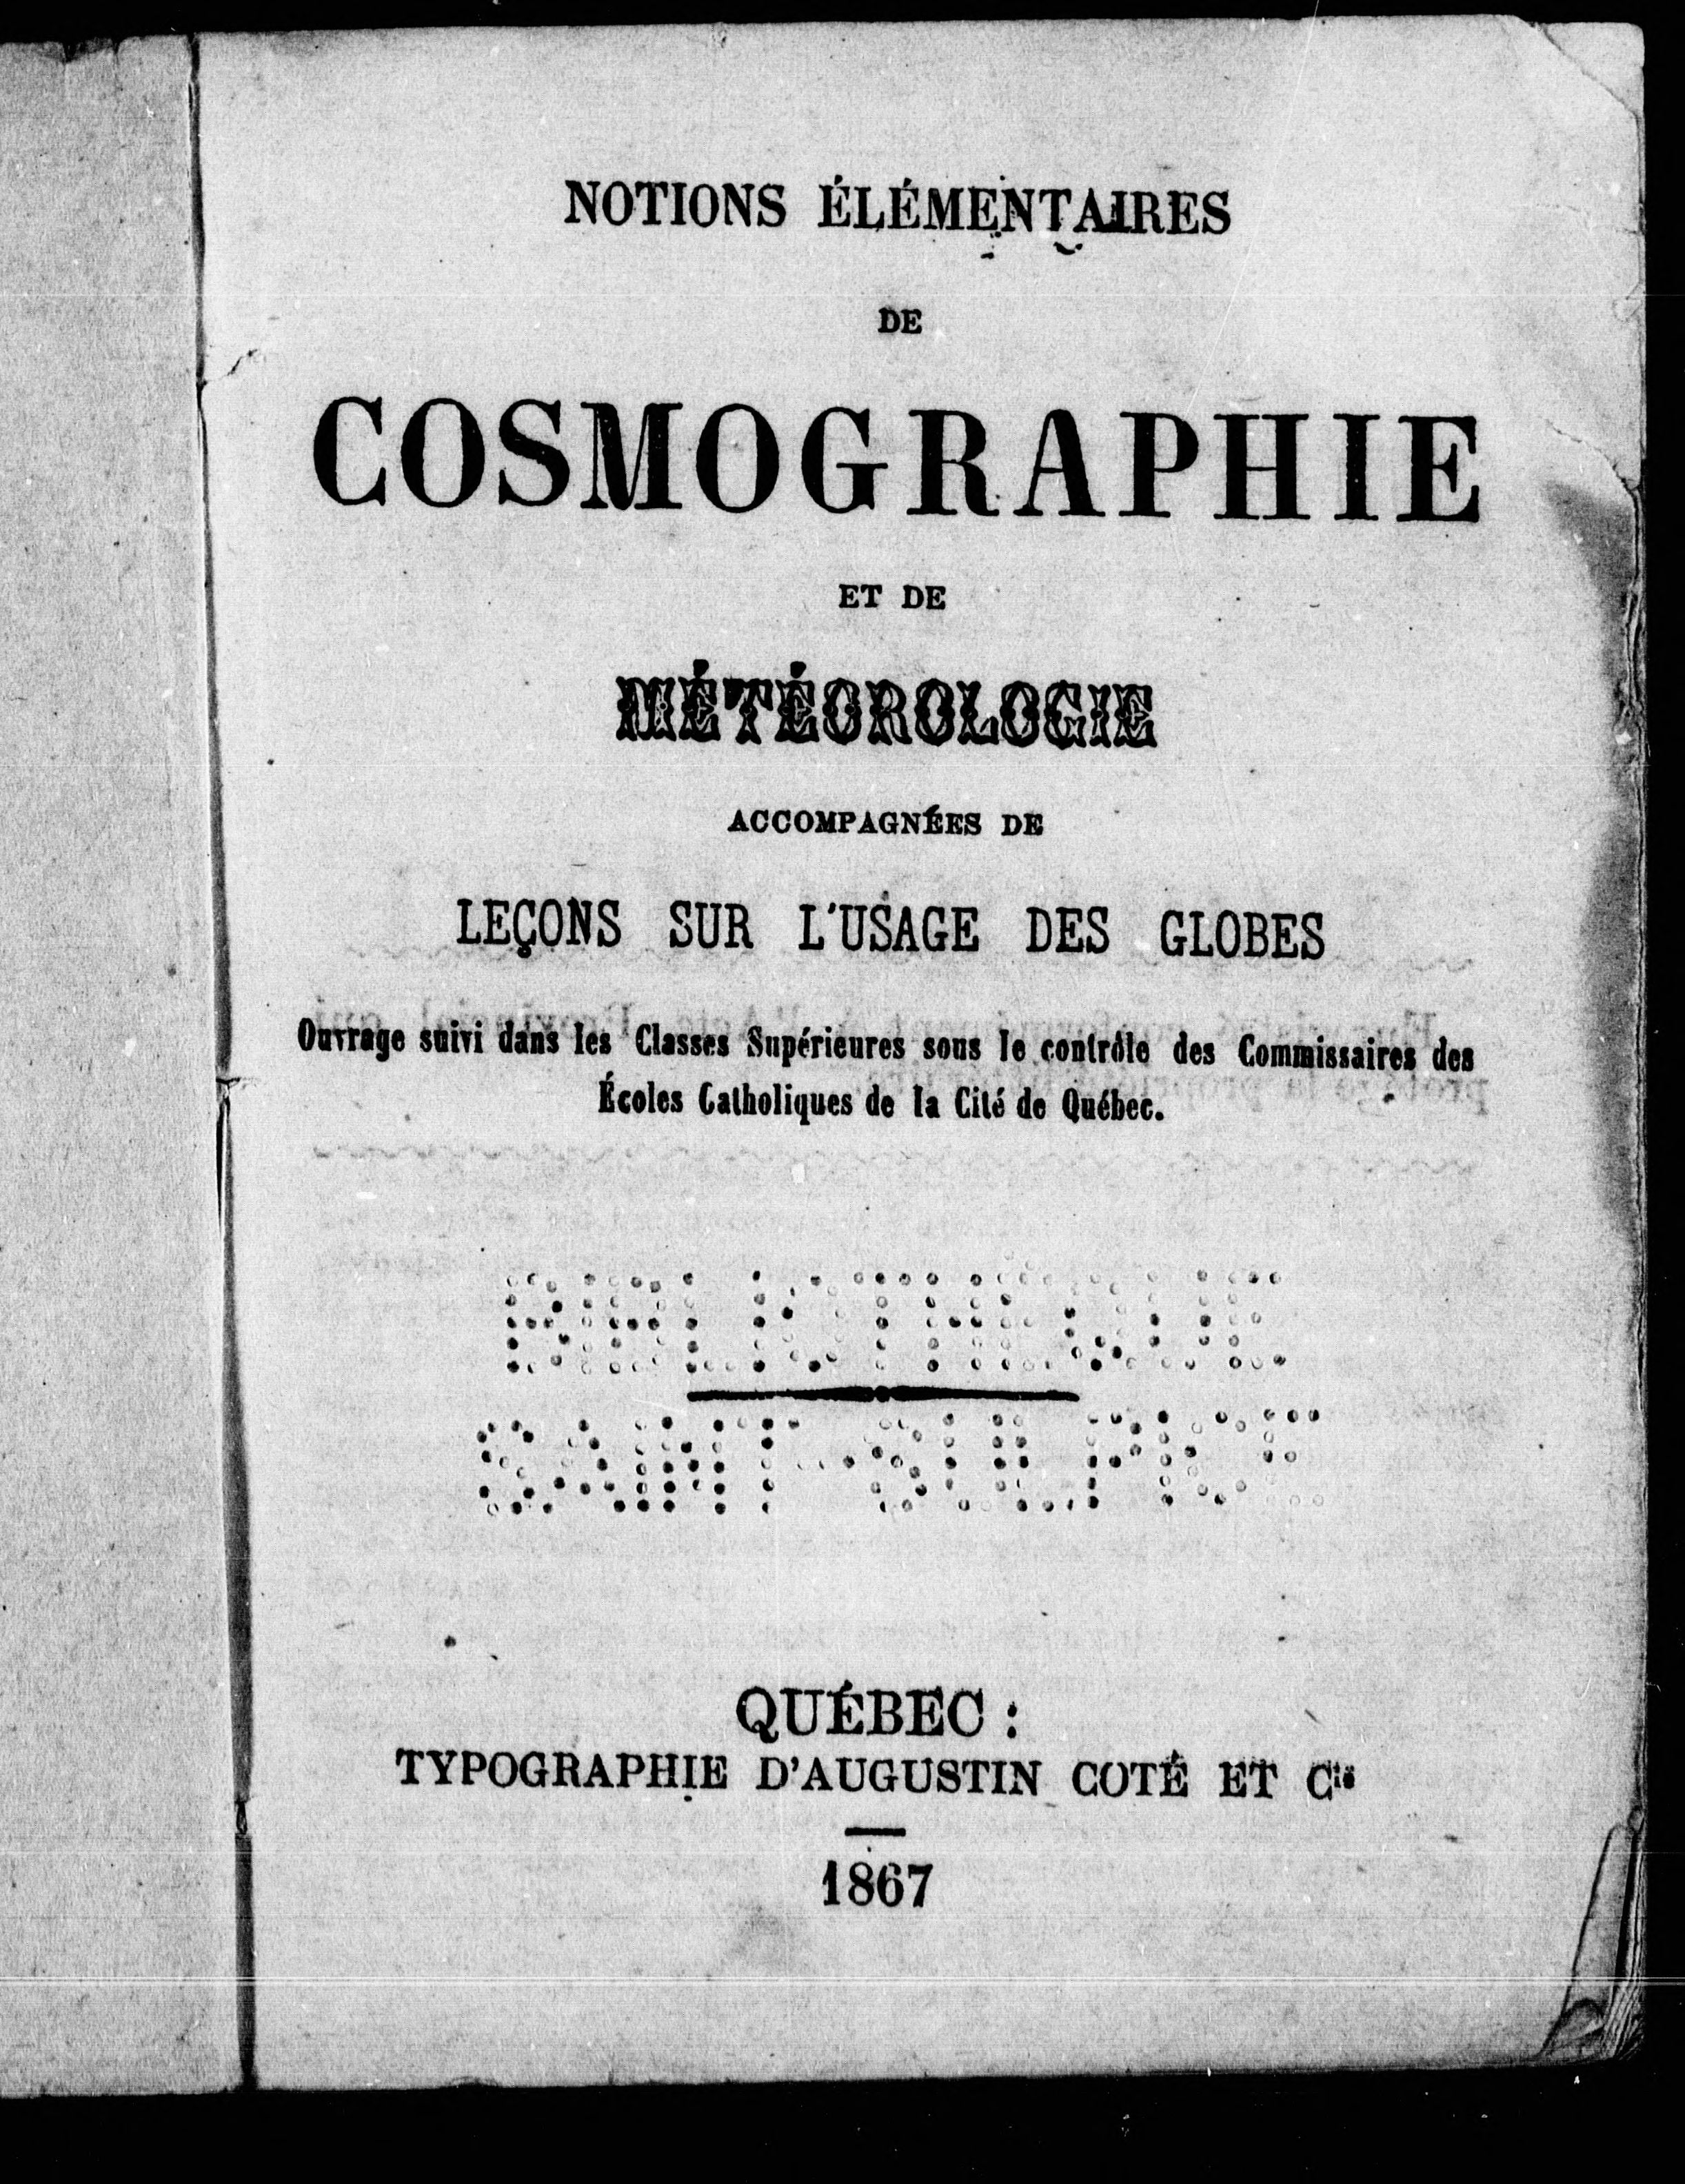 NOTIONS ÉLÉMENTAIRES
DE
COSMOGRAPHIE
ET DE
MÉTÉOROLOGIE
ACCOMPAGNÉES DE
LEÇONS SUR L'USAGE DES GLOBES
Ouvrage suivi dans les Classes Supérieures sous le contrôle des Commissaires des
Écoles Catholiques de la Cité de Québec.
BIBLIOTHEQUE
SAINT-SULPICE
QUÉBEC :
TYPOGRAPHIE D'AUGUSTIN COTÉ ET Cie
1867